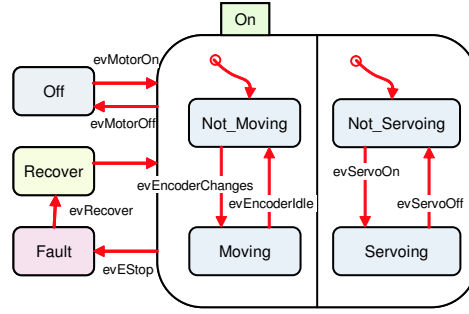 On
evMotorOn
Off
evMotorOff
Not_Moving
Not_Servoing
Recover
evEncoderChanges
evServoOn
evRecover
evEncoderIdle
evServoOff
Fault
evEStop
Moving
Servoing